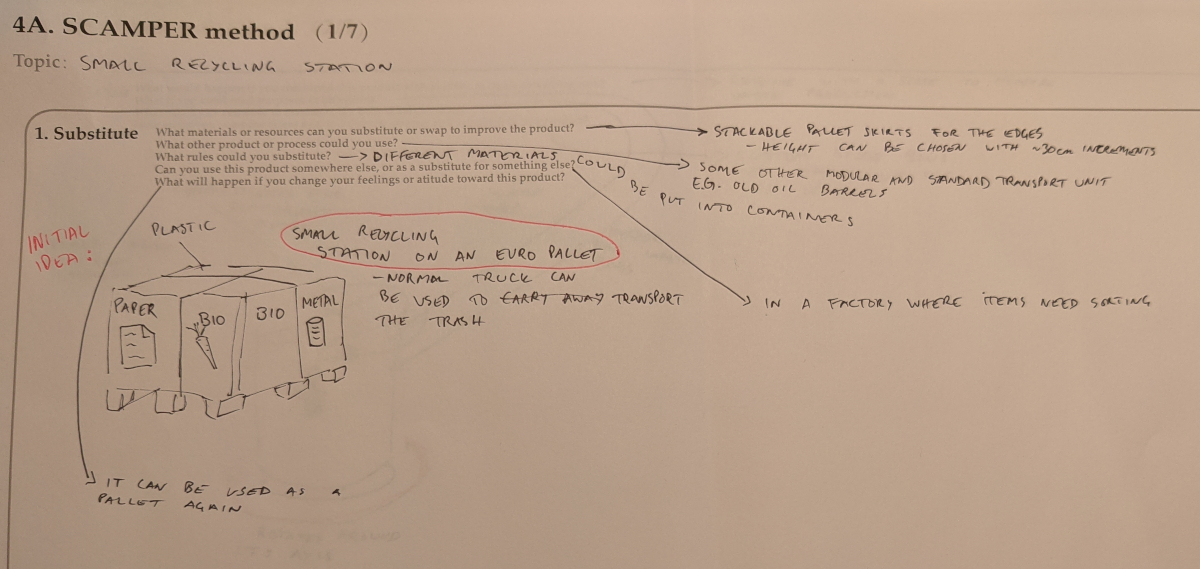 4A. SCAMPER method (1/7)
Topic: SMALL RECYCLING STATION
1. Substitute
What materials or resources can you substitute or swap to improve the product?
What other product or process could you use?
What rules could you substitute? → DIFFERENT MATERIALS COULD
BE PUT INTO CONTAINERS
Can you use this product somewhere else, or as a substitute for something else?
What will happen if you change your feelings or atitude toward this product?
→ STACKABLE PALLET SKIRTS FOR THE EDGES
- HEIGHT CAN BE CHOSEN WITH ~30cm INCREMENTS
→ SOME OTHER MODULAR AND STANDARD TRANSPORT UNIT
E.G. OLD OIL BARRELS
INITIAL
IDEA:
PLASTIC
SMALL RECYCLING
STATION ON AN EURO PALLET
- NORMAL TRUCK CAN
BE USED TO CARRY AWAY TRANSPORT
THE TRASH
IN A FACTORY WHERE ITEMS NEED SORTING
PAPER
BIO
BIO
METAL
IT CAN BE USED AS A
PALLET AGAIN